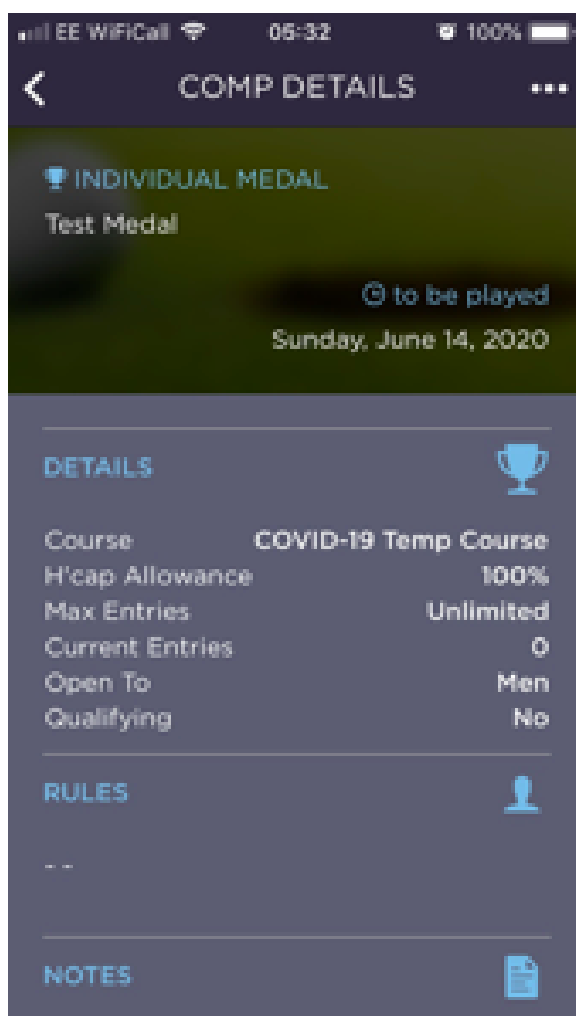 EE WiFiCall 05:32 100%
COMP DETAILS
INDIVIDUAL MEDAL
Test Medal
to be played
Sunday, June 14, 2020
DETAILS
Course COVID-19 Temp Course
H'cap Allowance 100%
Max Entries Unlimited
Current Entries 0
Open To Men
Qualifying No
RULES
--
NOTES